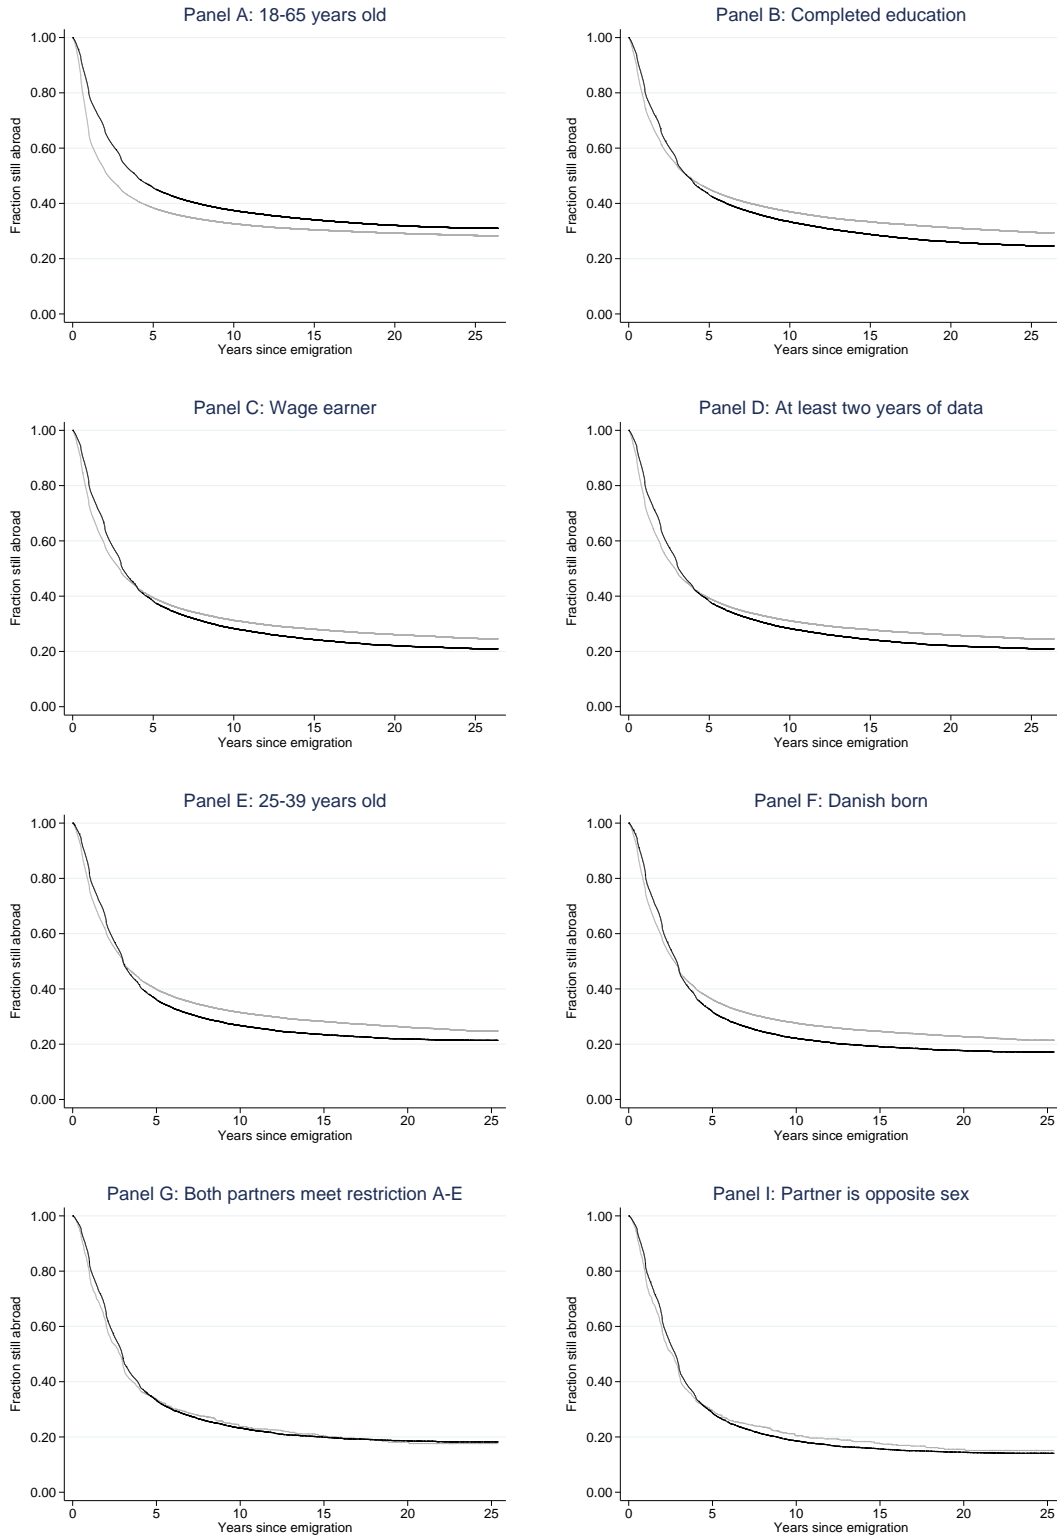 Panel A: 18-65 years old
Fraction still abroad
1.00
0.80
0.60
0.40
0.20
0.00
0 5 10 15 20 25
Years since emigration
Panel B: Completed education
Fraction still abroad
1.00
0.80
0.60
0.40
0.20
0.00
0 5 10 15 20 25
Years since emigration
Panel C: Wage earner
Fraction still abroad
1.00
0.80
0.60
0.40
0.20
0.00
0 5 10 15 20 25
Years since emigration
Panel D: At least two years of data
Fraction still abroad
1.00
0.80
0.60
0.40
0.20
0.00
0 5 10 15 20 25
Years since emigration
Panel E: 25-39 years old
Fraction still abroad
1.00
0.80
0.60
0.40
0.20
0.00
0 5 10 15 20 25
Years since emigration
Panel F: Danish born
Fraction still abroad
1.00
0.80
0.60
0.40
0.20
0.00
0 5 10 15 20 25
Years since emigration
Panel G: Both partners meet restriction A-E
Fraction still abroad
1.00
0.80
0.60
0.40
0.20
0.00
0 5 10 15 20 25
Years since emigration
Panel I: Partner is opposite sex
Fraction still abroad
1.00
0.80
0.60
0.40
0.20
0.00
0 5 10 15 20 25
Years since emigration